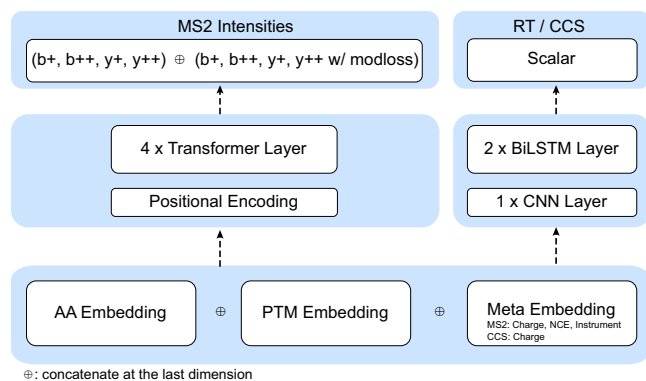 MS2 Intensities
(b+, b++, y+, y++) ⊕ (b+, b++, y+, y++ w/ modloss)
RT / CCS
Scalar
4 x Transformer Layer
Positional Encoding
2 x BiLSTM Layer
1 x CNN Layer
AA Embedding
⊕
PTM Embedding
⊕
Meta Embedding
MS2: Charge, NCE, Instrument
CCS: Charge
⊕: concatenate at the last dimension